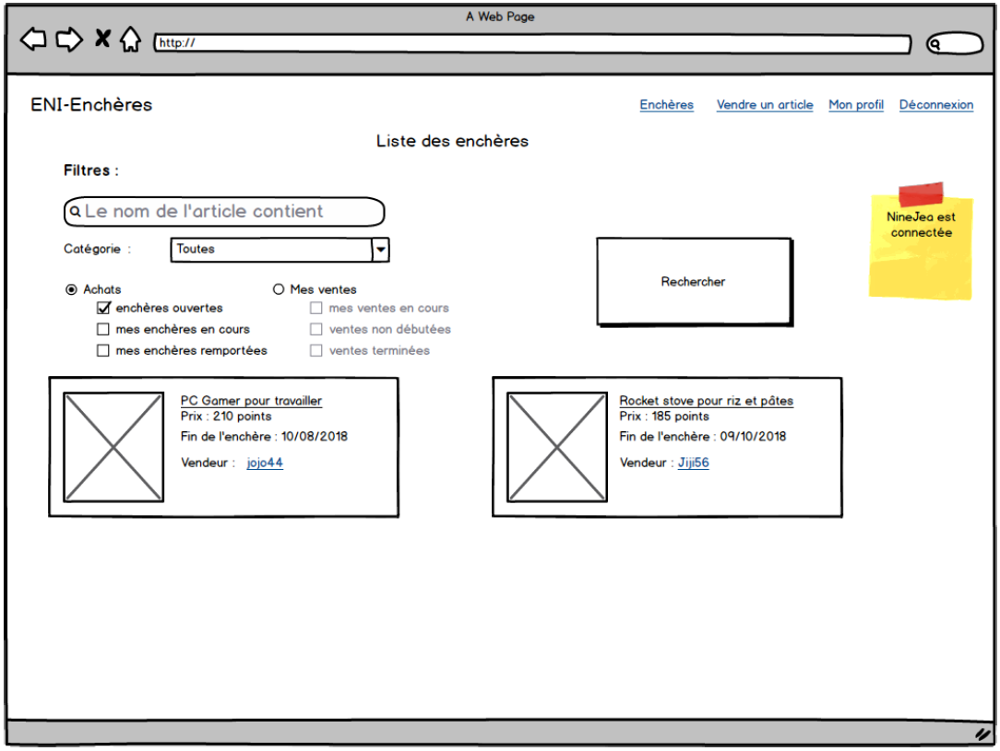 A Web Page
http://
ENI-Enchères
Enchères Vendre un article Mon profil Déconnexion
Liste des enchères
Filtres :
Le nom de l'article contient
NineJea est
connectée
Catégorie : Toutes
Rechercher
Achats Mes ventes
enchères ouvertes mes ventes en cours
mes enchères en cours ventes non débutées
mes enchères remportées ventes terminées
PC Gamer pour travailler
Prix : 210 points
Fin de l'enchère : 10/08/2018
Vendeur : jojo44
Rocket stove pour riz et pâtes
Prix : 185 points
Fin de l'enchère : 09/10/2018
Vendeur : Jiji56